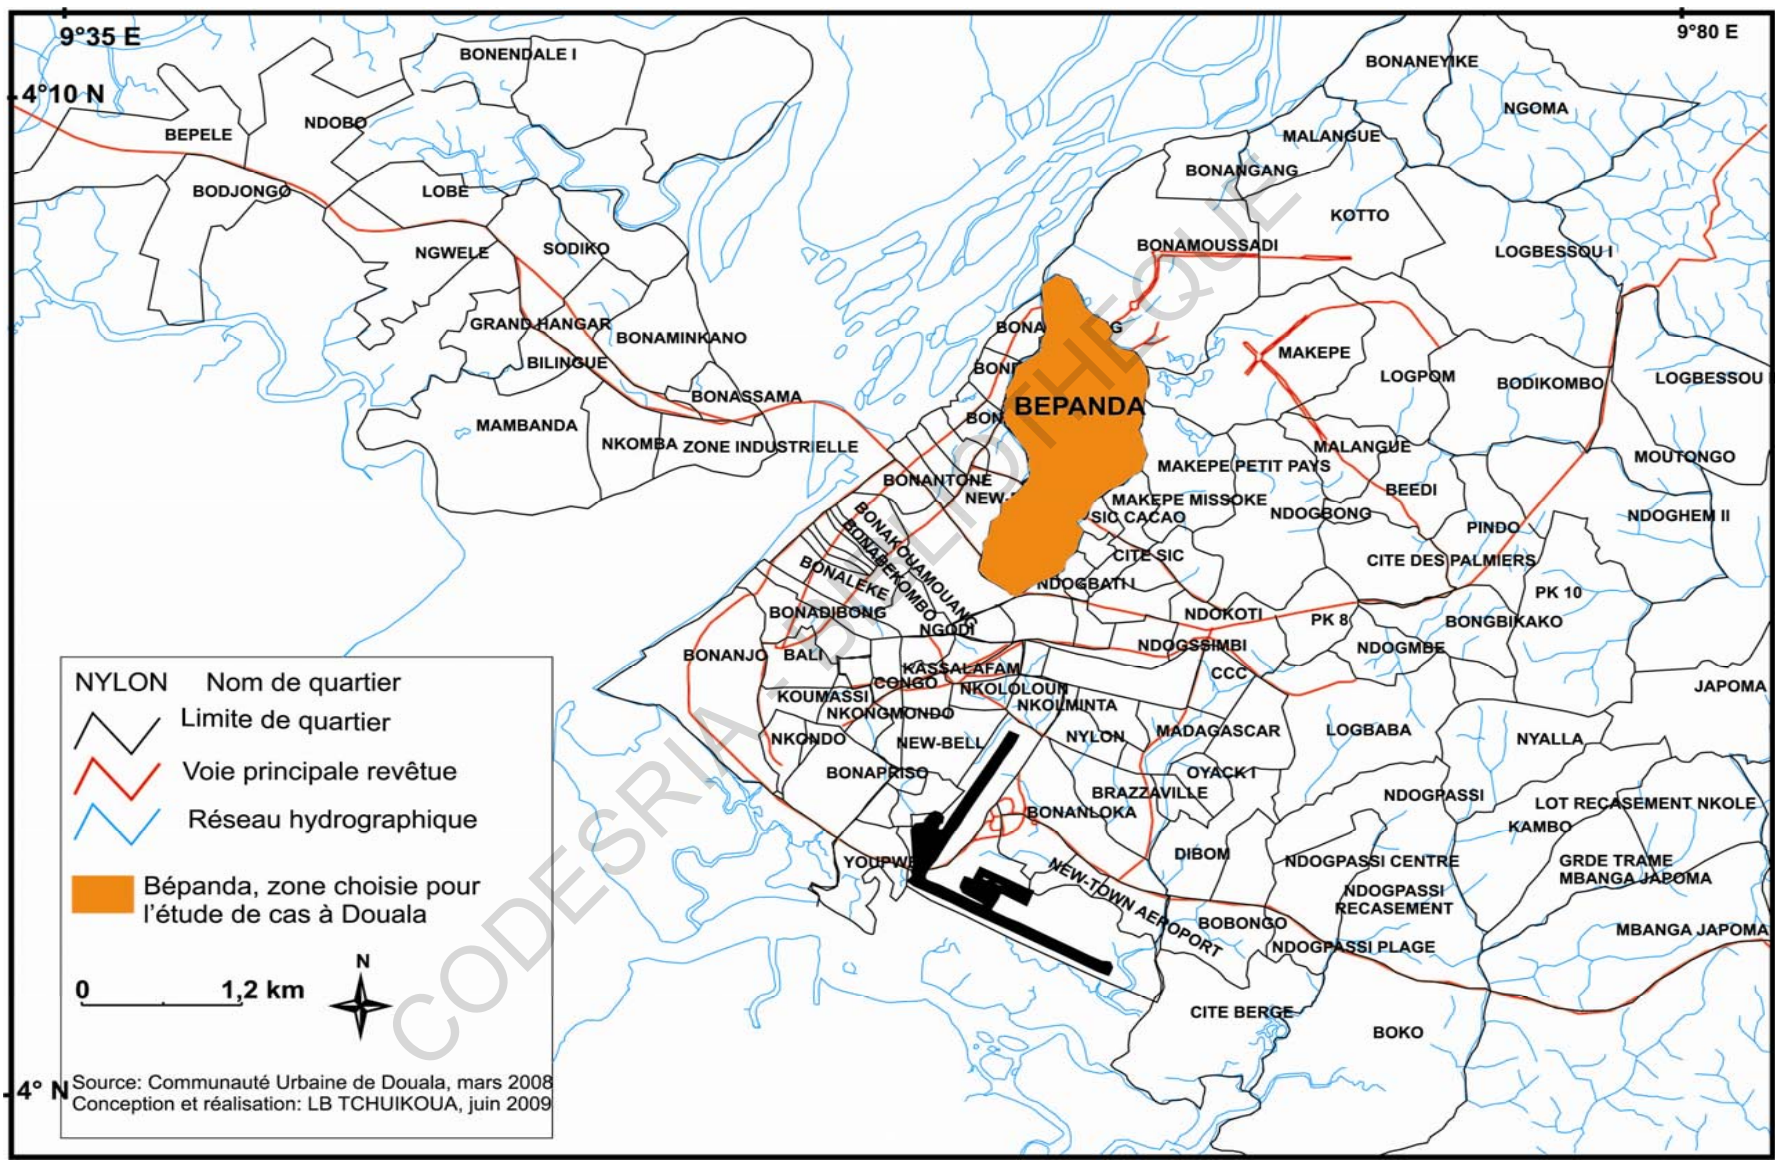 9°35 E
9°80 E
4°10 N
4° N
BONENDALE I
BONANEYIKE
NGOMA
NDOBO
BEPELE
MALANGUE
BONANGANG
BODJONGO
LOBE
KOTTO
NGWELE
SODIKO
BONAMOUSSADI
LOGBESSOU I
GRAND HANGAR
BONAMINKANO
BILINGUE
MAKEPE
LOGPOM
BODIKOMBO
LOGBESSOU
BONASSAMA
BEPANDA
MAMBANDA
NKOMBA
ZONE INDUSTRIELLE
MALANGUE
MAKEPE PETIT PAYS
MOUTONGO
BONANTONE
BEEDI
MAKEPE MISSOKE
SIC CACAO
NDOGBONG
NDOGHEM II
PINDO
BONAKOUAMOUANG
BONABEKOMBO
CITE SIC
CITE DES PALMIERS
BONALEKE
NDOGBATI I
PK 10
BONADIBONG
NGODI
NDOKOTI
PK 8
BONGBIKAKO
NDOGSSIMBI
NDOGMBE
BONANJO
BALI
KASSALAFAM
CCC
CONGO
NKOLOLOUN
JAPOMA
KOUMASSI
NKOLMINTA
NKONGMONDO
NKONDO
NEW-BELL
NYLON
MADAGASCAR
LOGBABA
NYALLA
BONAPRISO
OYACK I
BRAZZAVILLE
NDOGPASSI
LOT RECASEMENT NKOLE
BONANLOKA
KAMBO
DIBOM
NDOGPASSI CENTRE
GRDE TRAME
MBANGA JAPOMA
NEW-TOWN AEROPORT
NDOGPASSI
RECASEMENT
BOBONGO
MBANGA JAPOMA
NDOGPASSI PLAGE
CITE BERGE
BOKO
NYLON Nom de quartier
Limite de quartier
Voie principale revêtue
Réseau hydrographique
Bépanda, zone choisie pour
l'étude de cas à Douala
N
0 1,2 km
Source: Communauté Urbaine de Douala, mars 2008
Conception et réalisation: LB TCHUIKOUA, juin 2009
CODESRIA - BIBLIOTHEQUE